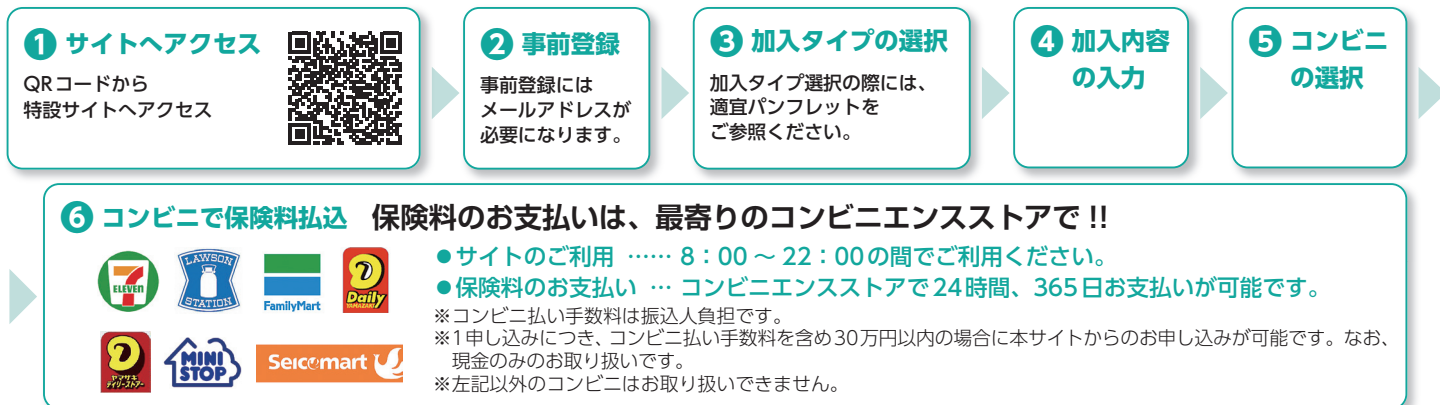 ❶ サイトへアクセス
QRコードから
特設サイトへアクセス
❷ 事前登録
事前登録には
メールアドレスが
必要になります。
❸ 加入タイプの選択
加入タイプ選択の際には、
適宜パンフレットを
ご参照ください。
❹ 加入内容
の入力
❺ コンビニ
の選択
❻ コンビニで保険料払込 保険料のお支払いは、最寄りのコンビニエンスストアで!!
7 ELEVEN
LAWSON
STATION
FamilyMart
Daily
YAMAZAKI
ヤマザキ
デイリーストアー
MINI
STOP
Seicomart
●サイトのご利用 …… 8:00 ~ 22:00の間でご利用ください。
●保険料のお支払い … コンビニエンスストアで24時間、365日お支払いが可能です。
※コンビニ払い手数料は振込人負担です。
※1申し込みにつき、コンビニ払い手数料を含め30万円以内の場合に本サイトからのお申し込みが可能です。なお、
現金のみのお取り扱いです。
※左記以外のコンビニはお取り扱いできません。